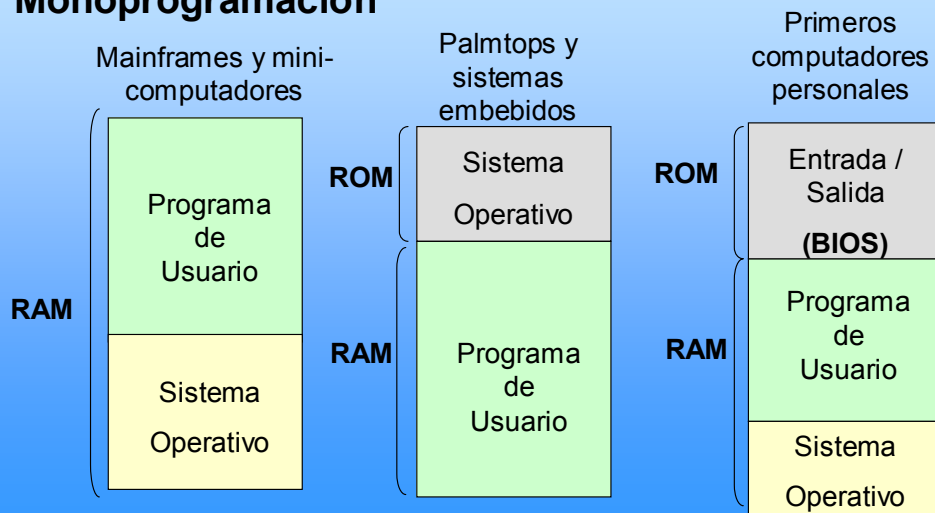 Monoprogramación
Mainframes y mini-
computadores
RAM
Programa
de
Usuario
Sistema
Operativo
Palmtops y
sistemas
embebidos
ROM
Sistema
Operativo
RAM
Programa
de
Usuario
Primeros
computadores
personales
ROM
Entrada /
Salida
(BIOS)
RAM
Programa
de
Usuario
Sistema
Operativo